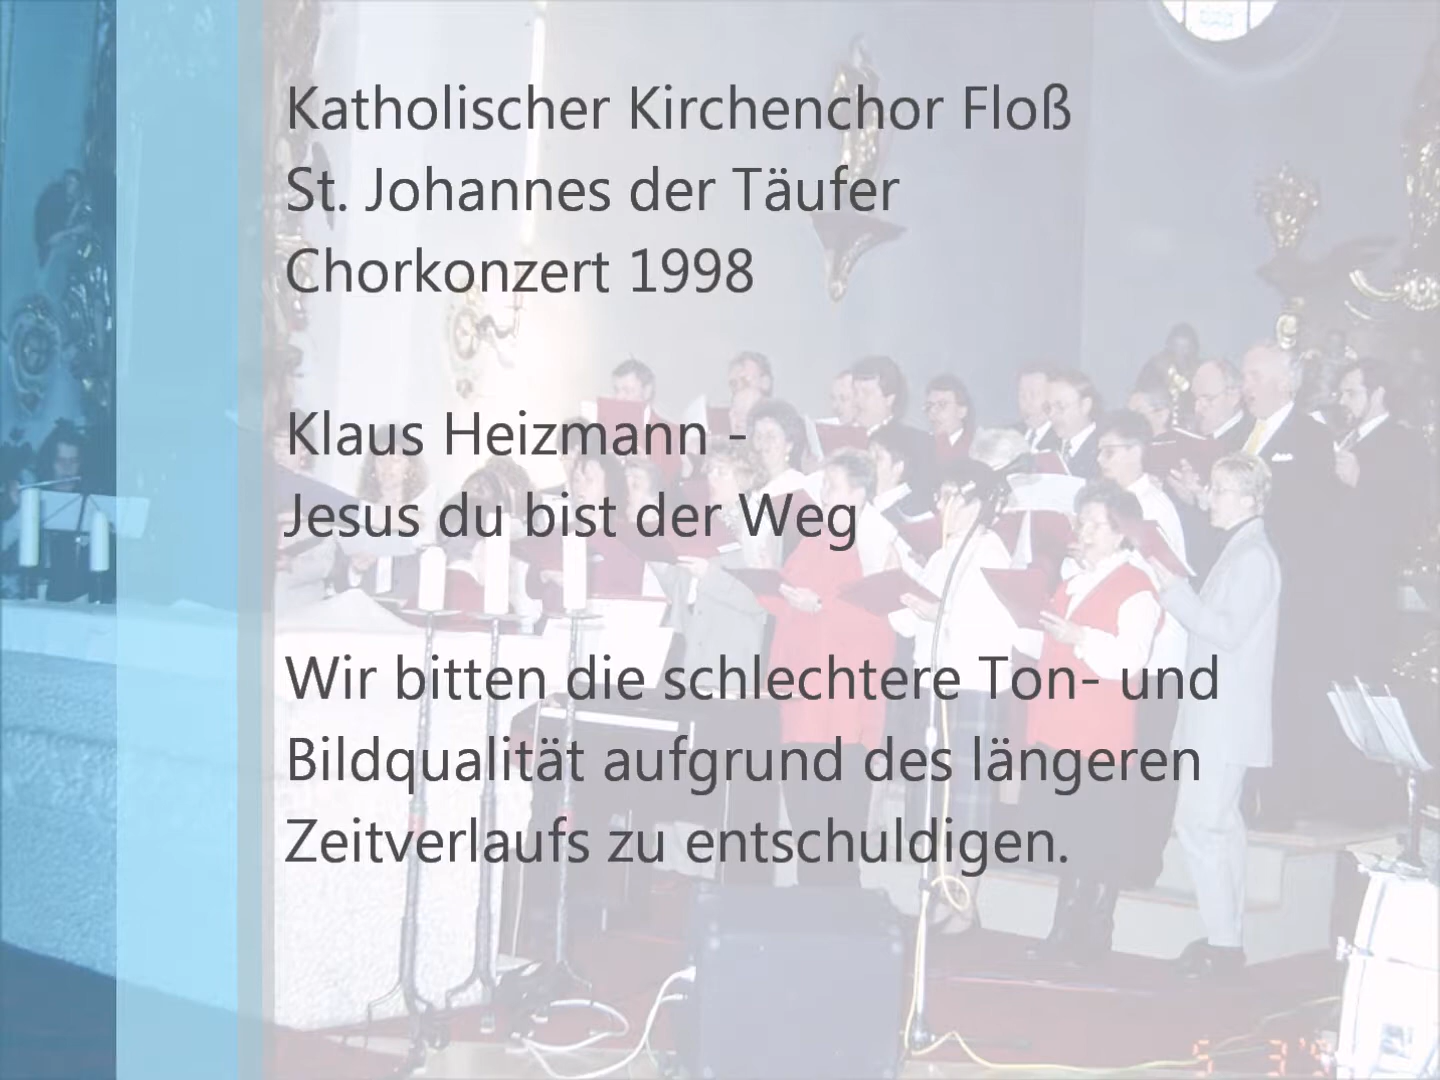 Katholischer Kirchenchor Floß
St. Johannes der Täufer
Chorkonzert 1998
Klaus Heizmann -
Jesus du bist der Weg
Wir bitten die schlechtere Ton- und
Bildqualität aufgrund des längeren
Zeitverlaufs zu entschuldigen.